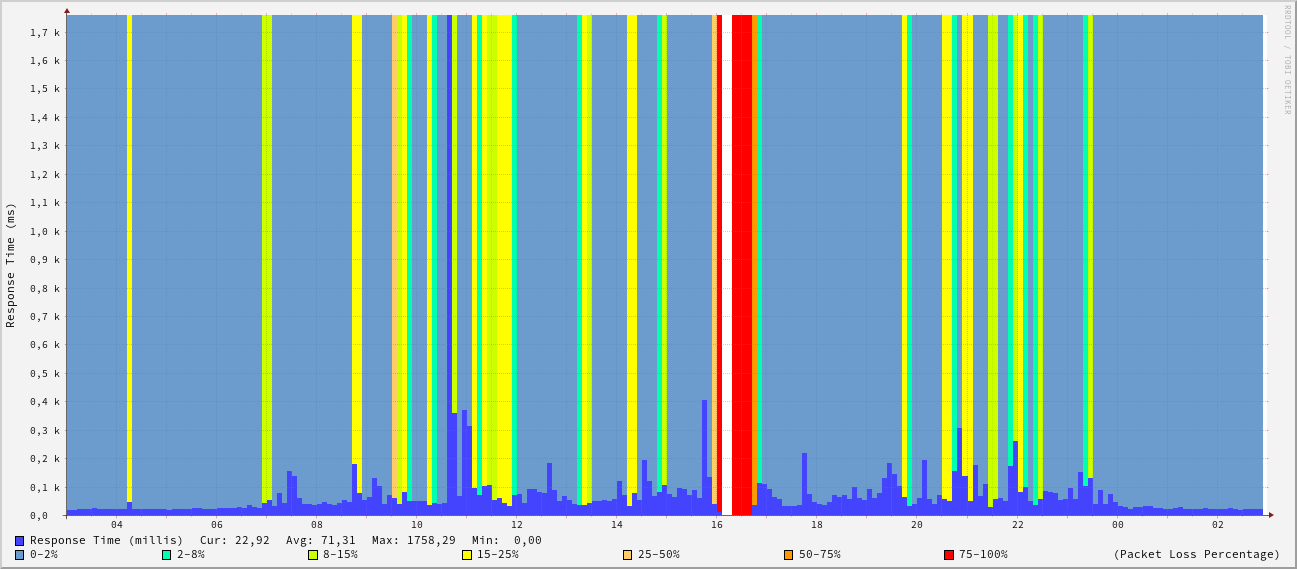 RRDTOOL / TOBI OETIKER
Response Time (ms)
1,7 k
1,6 k
1,5 k
1,4 k
1,3 k
1,2 k
1,1 k
1,0 k
0,9 k
0,8 k
0,7 k
0,6 k
0,5 k
0,4 k
0,3 k
0,2 k
0,1 k
0,0
04 06 08 10 12 14 16 18 20 22 00 02
Response Time (millis) Cur: 22,92 Avg: 71,31 Max: 1758,29 Min: 0,00
0-2% 2-8% 8-15% 15-25% 25-50% 50-75% 75-100% (Packet Loss Percentage)